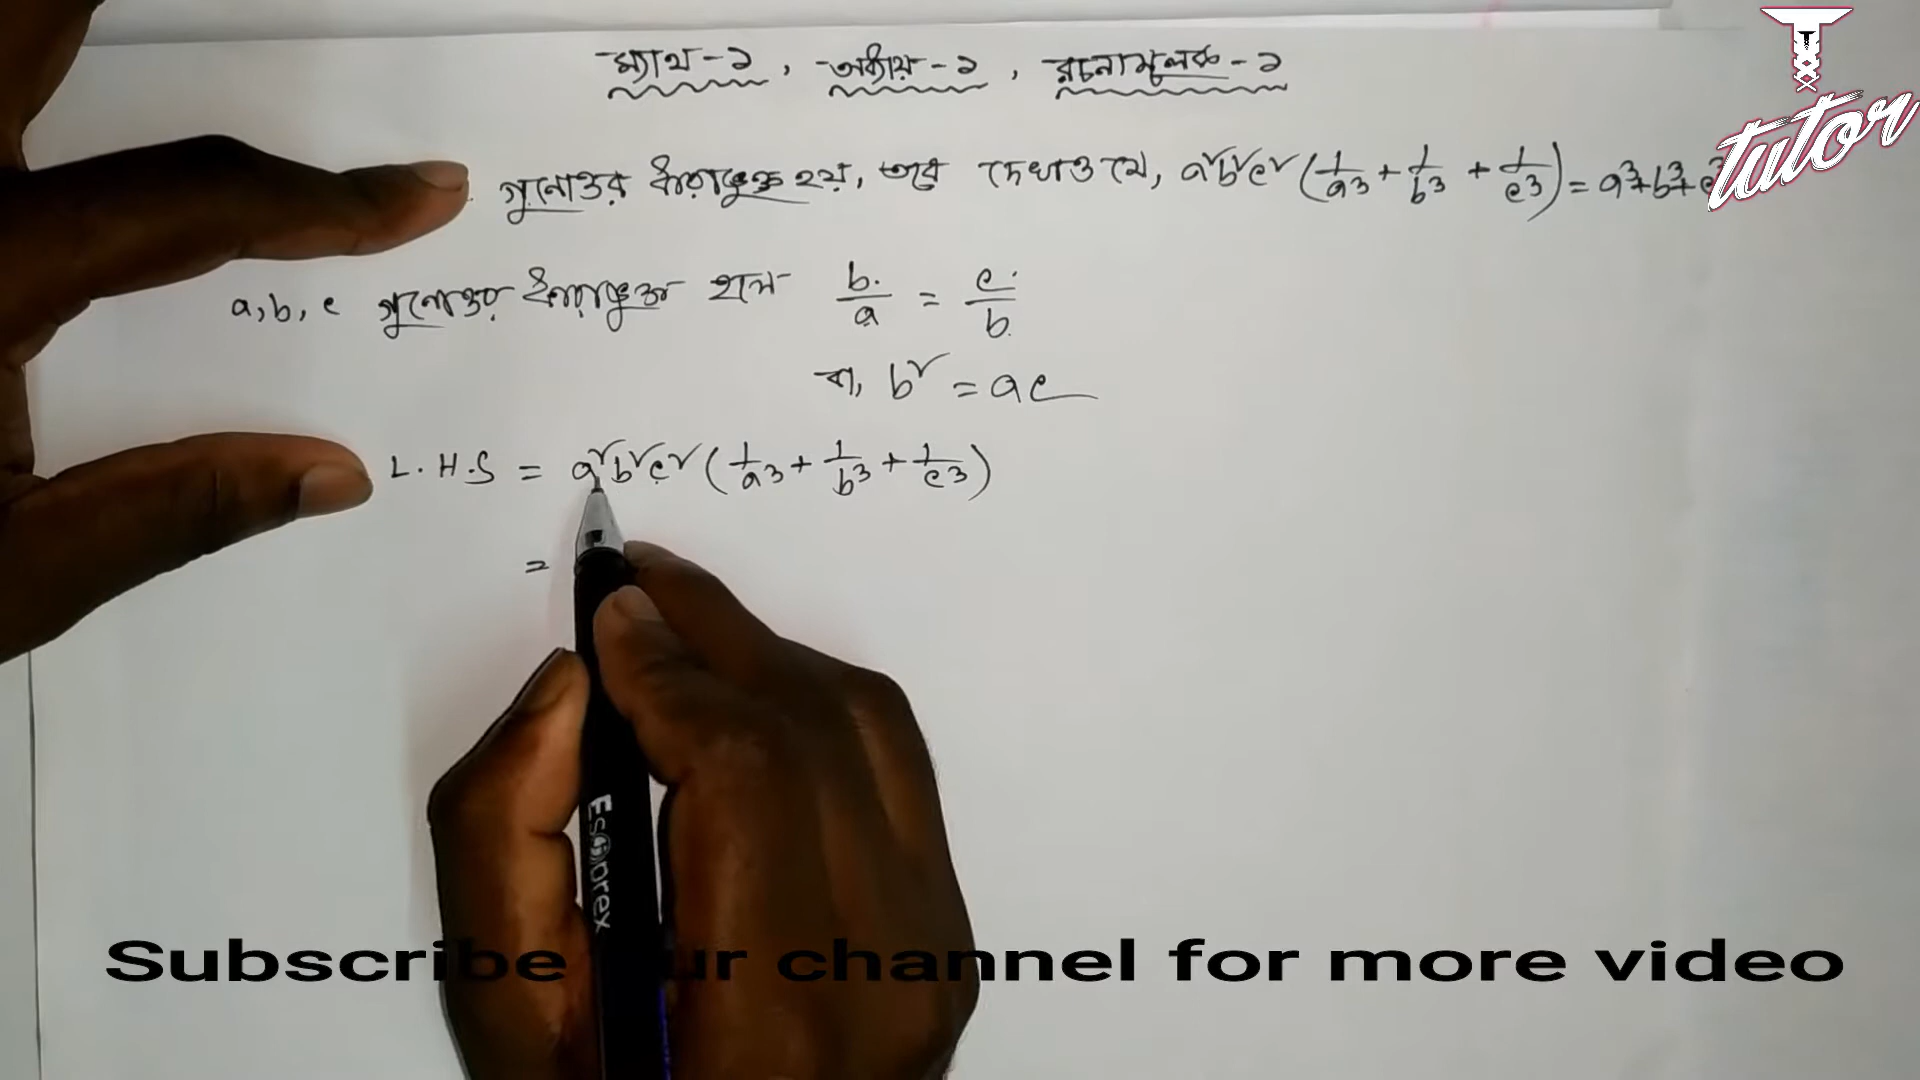 ম্যাথ-১, অধ্যায়-১, রচনামূলক-১
গুনোত্তর ধারাভুক্ত হয়, তবে দেখাও যে, a²b²c² (1/a³ + 1/b³ + 1/c³) = a³+b³+c³
a, b, c গুনোত্তর ধারাভুক্ত হলে b/a = c/b
বা, b² = ac
L.H.S = a²b²c² (1/a³ + 1/b³ + 1/c³)
=
T
tutor
Esoprex
Subscribe our channel for more video